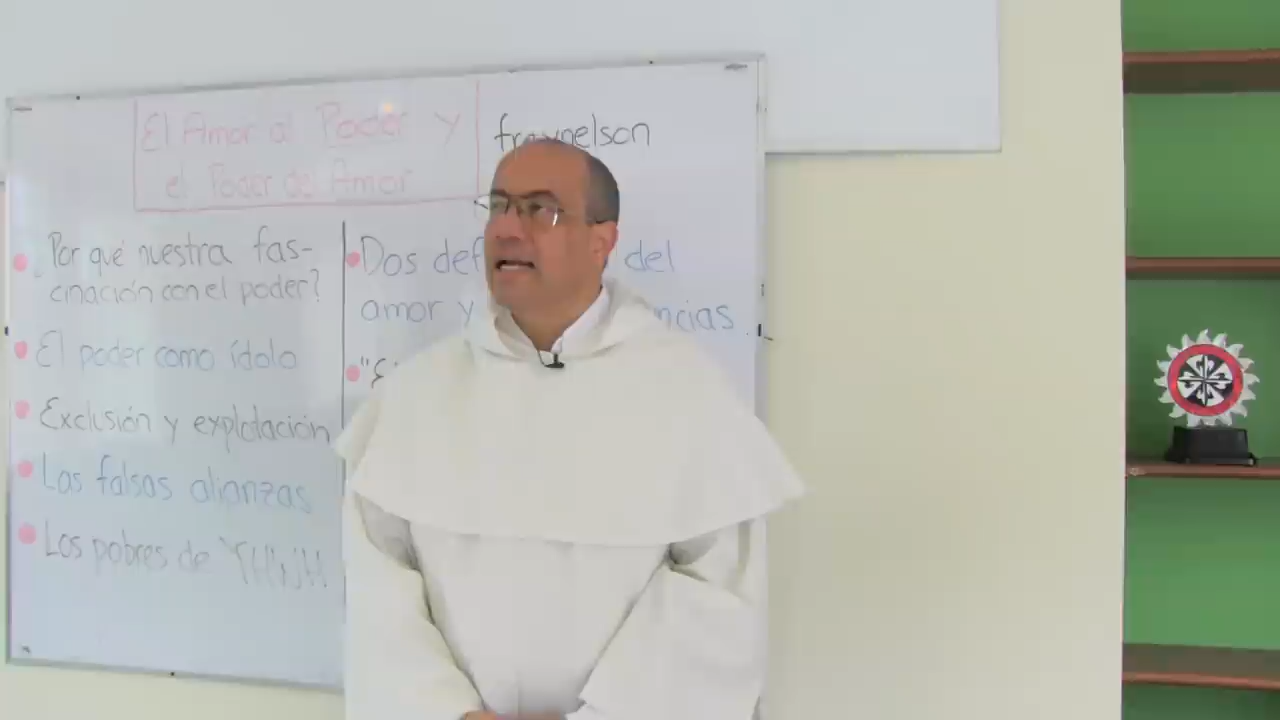 El Amor al Poder y
el Poder de Amor
fraynelson
¿Por qué nuestra fas-
cinación con el poder?
El poder como ídolo
Exclusión y explotación
Las falsas alianzas
Los pobres de
Dos def del
amor y ncias